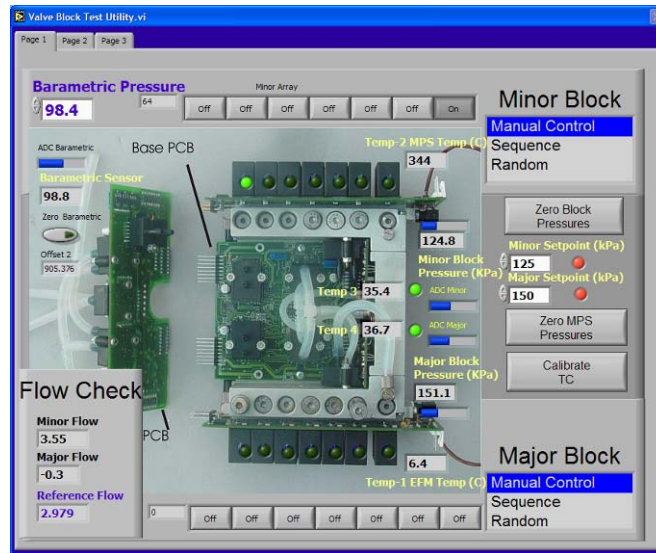 Valve Block Test Utility.vi
Page 1 Page 2 Page 3
Barametric Pressure
98.4
64
Minor Array
Off Off Off Off Off Off On
Minor Block
Manual Control
Sequence
Random
ADC Barametric
Base PCB
Temp-2 MPS Temp (C)
344
Barametric Sensor
98.8
Zero Barametric
Offset 2
905.376
124.8
Minor Block
Pressure (KPa)
ADC Minor
Temp 3 35.4
ADC Major
Temp 4 36.7
Major Block
Pressure (KPa)
151.1
Zero Block
Pressures
Minor Setpoint (kPa)
125
Major Setpoint (kPa)
150
Zero MPS
Pressures
Calibrate
TC
Flow Check
Minor Flow
3.55
Major Flow
-0.3
Reference Flow
2.979
PCB
6.4
Temp-1 EFM Temp (C)
0
Off Off Off Off Off Off Off
Major Block
Manual Control
Sequence
Random